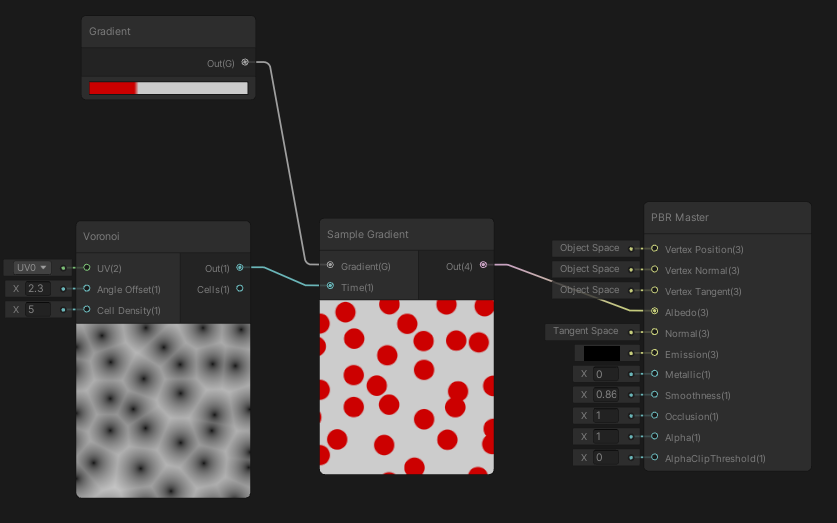 Gradient
Out(G)
Voronoi
UV0
UV(2)
Out(1)
X 2.3
Angle Offset(1)
Cells(1)
X 5
Cell Density(1)
Sample Gradient
Gradient(G)
Out(4)
Time(1)
PBR Master
Object Space
Vertex Position(3)
Object Space
Vertex Normal(3)
Object Space
Vertex Tangent(3)
Albedo(3)
Tangent Space
Normal(3)
Emission(3)
X 0
Metallic(1)
X 0.86
Smoothness(1)
X 1
Occlusion(1)
X 1
Alpha(1)
X 0
AlphaClipThreshold(1)